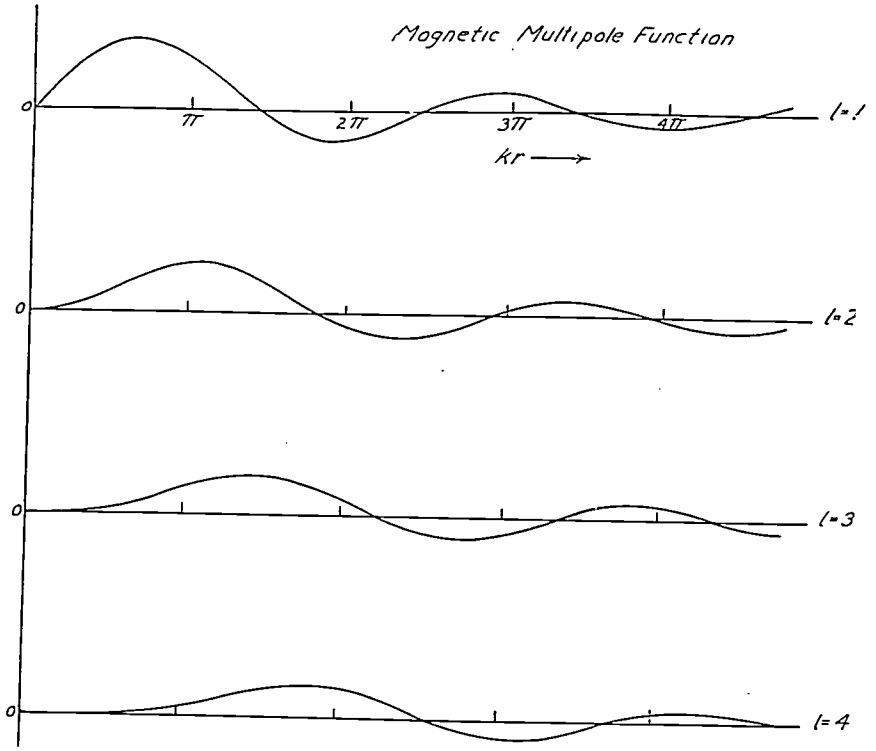 Magnetic Multipole Function
0
π
2π
3π
4π
l=1
kr
0
l=2
0
l=3
0
l=4